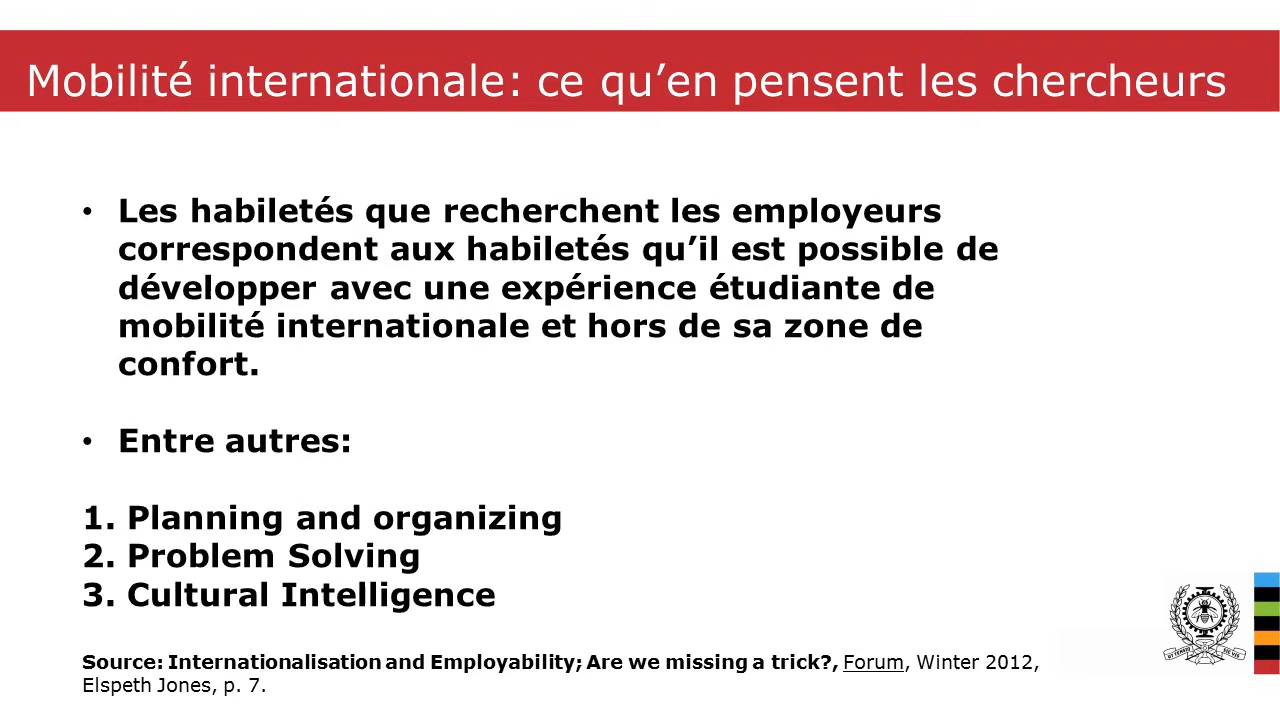 Mobilité internationale: ce qu’en pensent les chercheurs
• Les habiletés que recherchent les employeurs
correspondent aux habiletés qu’il est possible de
développer avec une expérience étudiante de
mobilité internationale et hors de sa zone de
confort.
• Entre autres:
1. Planning and organizing
2. Problem Solving
3. Cultural Intelligence
Source: Internationalisation and Employability; Are we missing a trick?, Forum, Winter 2012,
Elspeth Jones, p. 7.